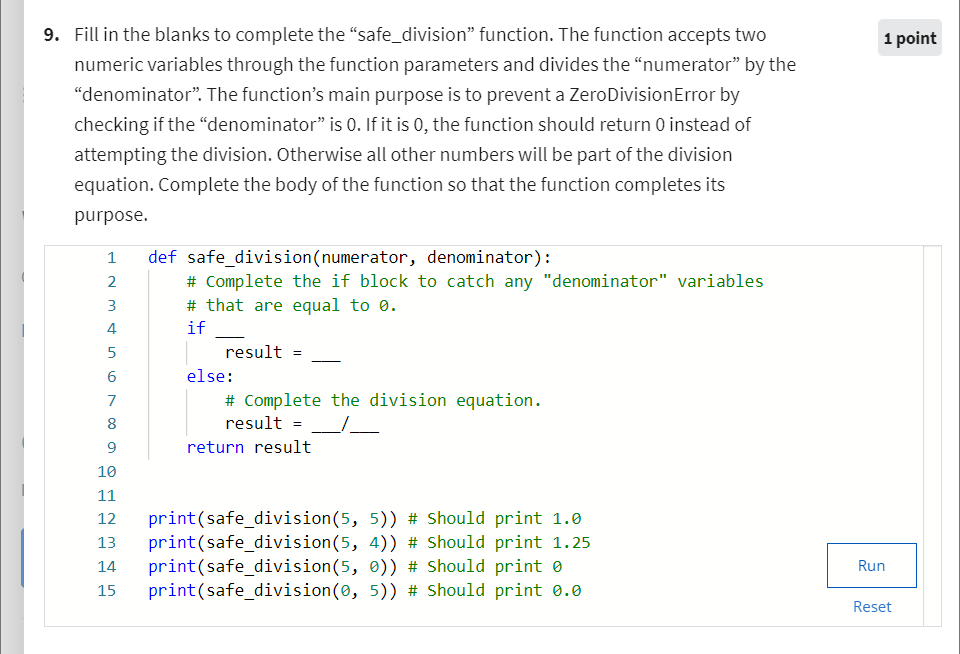 9. Fill in the blanks to complete the “safe_division” function. The function accepts two
1 point
numeric variables through the function parameters and divides the “numerator” by the
“denominator”. The function’s main purpose is to prevent a ZeroDivisionError by
checking if the “denominator” is 0. If it is 0, the function should return 0 instead of
attempting the division. Otherwise all other numbers will be part of the division
equation. Complete the body of the function so that the function completes its
purpose.
1 def safe_division(numerator, denominator):
2     # Complete the if block to catch any "denominator" variables
3     # that are equal to 0.
4     if ___
5         result = ___
6     else:
7         # Complete the division equation.
8         result = ___/___
9     return result
10
11
12 print(safe_division(5, 5)) # Should print 1.0
13 print(safe_division(5, 4)) # Should print 1.25
14 print(safe_division(5, 0)) # Should print 0
15 print(safe_division(0, 5)) # Should print 0.0
Run
Reset